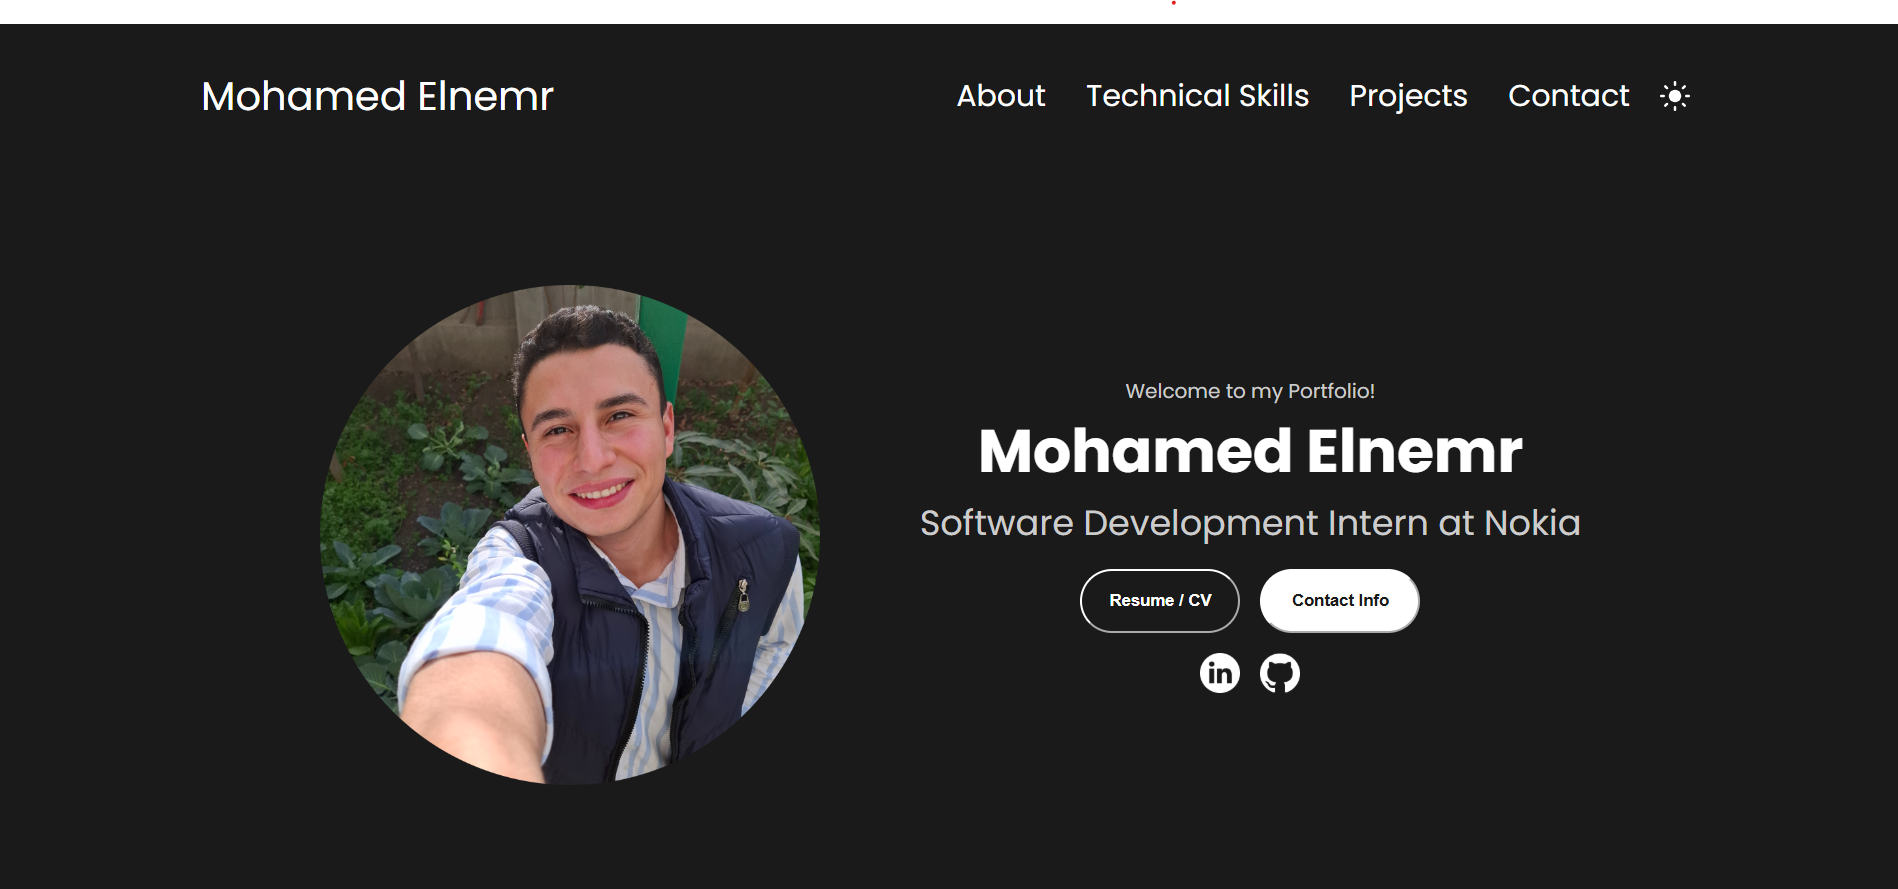 Mohamed Elnemr
About Technical Skills Projects Contact
Welcome to my Portfolio!
Mohamed Elnemr
Software Development Intern at Nokia
Resume / CV Contact Info
in